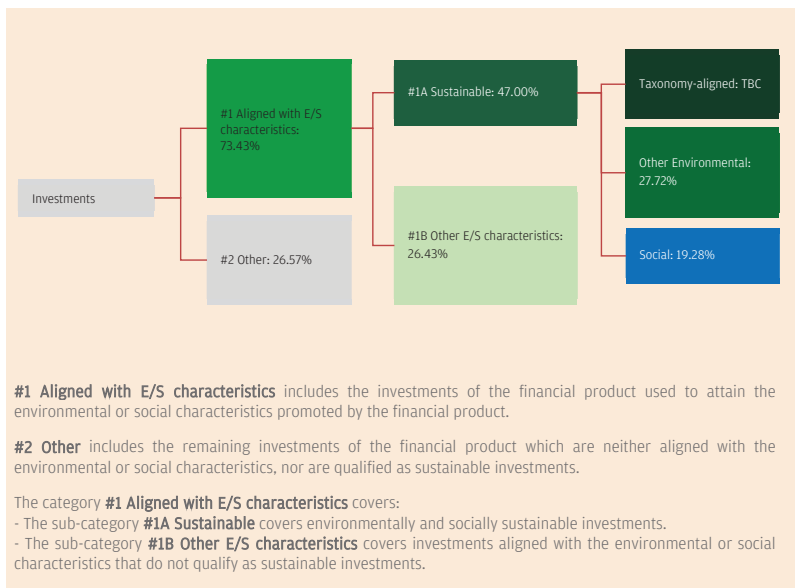 Investments
#1 Aligned with E/S
characteristics:
73.43%
#2 Other: 26.57%
#1A Sustainable: 47.00%
#1B Other E/S characteristics:
26.43%
Taxonomy-aligned: TBC
Other Environmental:
27.72%
Social: 19.28%
#1 Aligned with E/S characteristics includes the investments of the financial product used to attain the
environmental or social characteristics promoted by the financial product.
#2 Other includes the remaining investments of the financial product which are neither aligned with the
environmental or social characteristics, nor are qualified as sustainable investments.
The category #1 Aligned with E/S characteristics covers:
- The sub-category #1A Sustainable covers environmentally and socially sustainable investments.
- The sub-category #1B Other E/S characteristics covers investments aligned with the environmental or social
characteristics that do not qualify as sustainable investments.